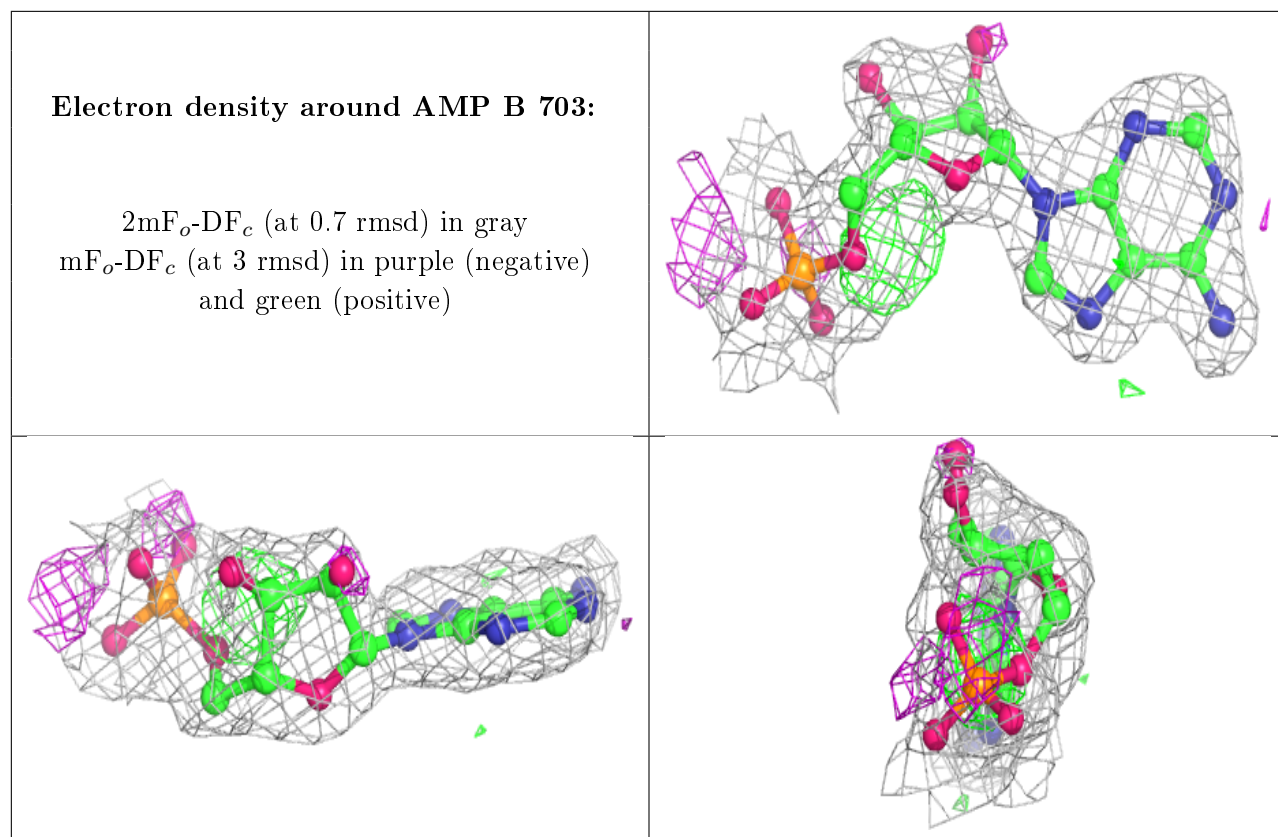 Electron density around AMP B 703:
2mFo-DFc (at 0.7 rmsd) in gray
mFo-DFc (at 3 rmsd) in purple (negative)
and green (positive)